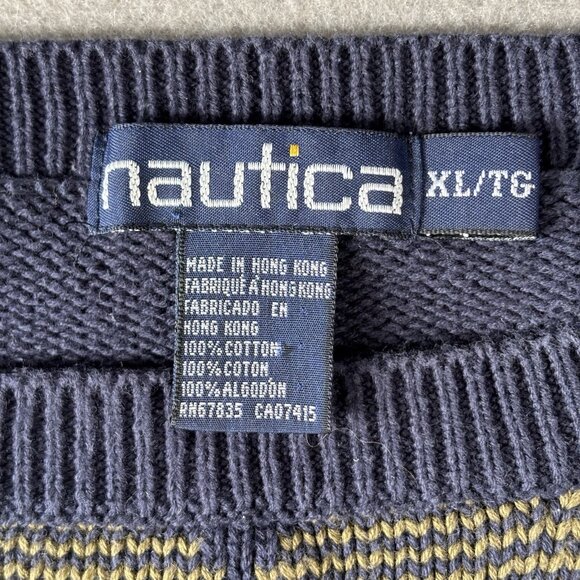 nautica
XL/TG
MADE IN HONG KONG
FABRIQUÉ À HONG KONG
FABRICADO EN
HONG KONG
100% COTTON
100% COTON
100% ALGODON
RN67835 CA07415